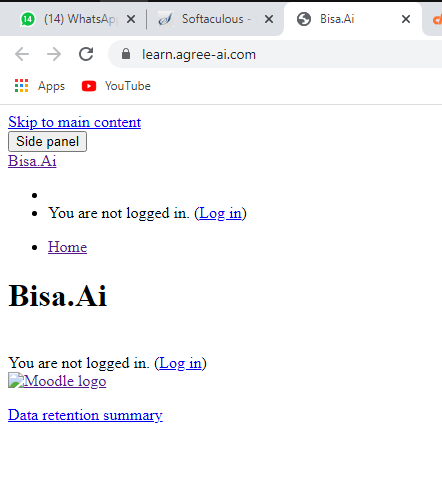 14
(14) WhatsAp
Softaculous -
Bisa.Ai
learn.agree-ai.com
Apps
YouTube
Skip to main content
Side panel
Bisa.Ai
You are not logged in. (Log in)
Home
Bisa.Ai
You are not logged in. (Log in)
Moodle logo
Data retention summary